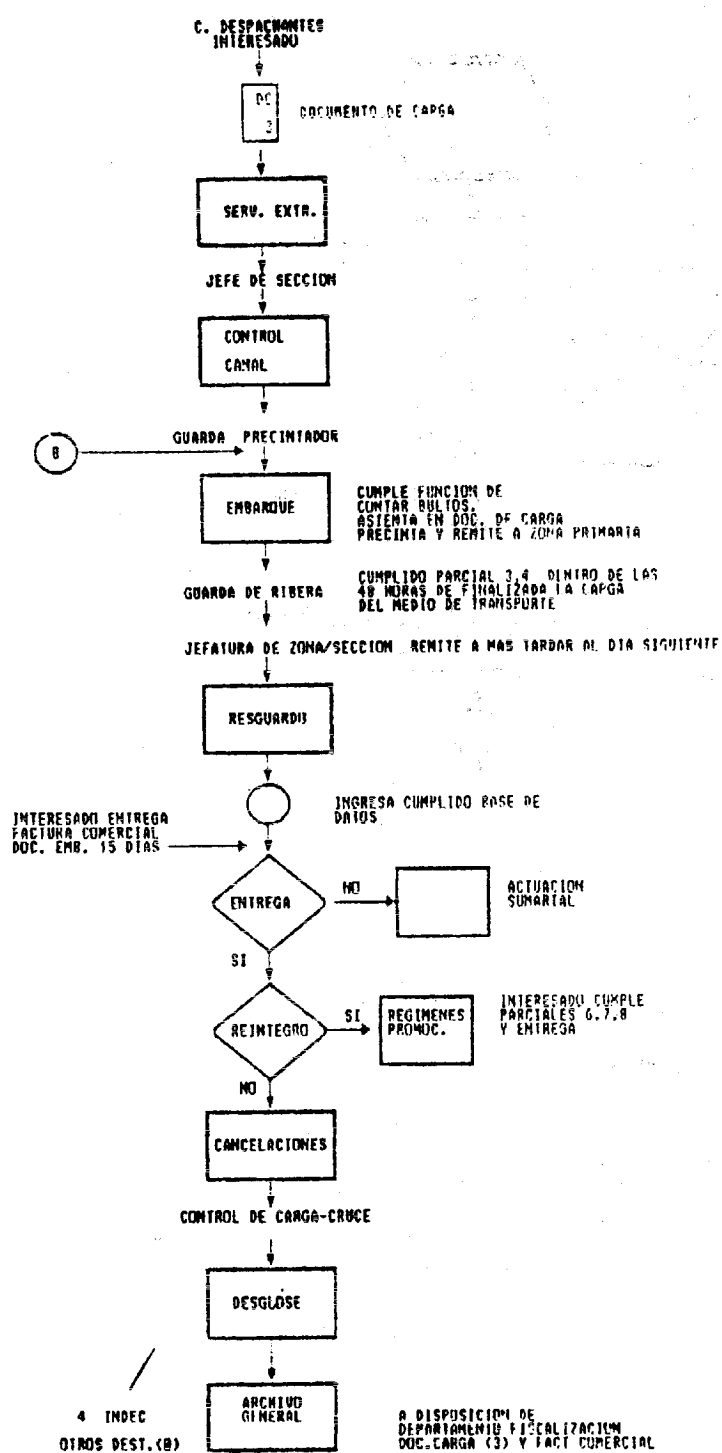 C. DESPACHANTES
INTERESADO
DC
3
DOCUMENTO DE CARGA
SERV. EXTR.
JEFE DE SECCION
CONTROL
CANAL
B
GUARDA PRECINTADOR
EMBARQUE
CUMPLE FUNCION DE
CONTAR BULTOS.
ASIENTA EN DOC. DE CARGA
PRECINTA Y REMITE A ZONA PRIMARIA
GUARDA DE RIBERA
CUMPLIDO PARCIAL 3,4 DENTRO DE LAS
48 HORAS DE FINALIZADA LA CARGA
DEL MEDIO DE TRANSPORTE
JEFATURA DE ZONA/SECCION REMITE A MAS TARDAR AL DIA SIGUIENTE
RESGUARDO
INGRESA CUMPLIDO BASE DE
DATOS
INTERESADO ENTREGA
FACTURA COMERCIAL
DOC. EMB. 15 DIAS
ENTREGA
NO
ACTUACION
SUMARIAL
SI
REINTEGRO
SI
REGIMENES
PROMOC.
INTERESADO CUMPLE
PARCIALES 6,7,8
Y ENTREGA
NO
CANCELACIONES
CONTROL DE CARGA-CRUCE
DESGLOSE
4 INDEC
OTROS DEST.(8)
ARCHIVO
GENERAL
A DISPOSICION DE
DEPARTAMENTO FISCALIZACION
DOC.CARGA (3) Y FACT COMERCIAL